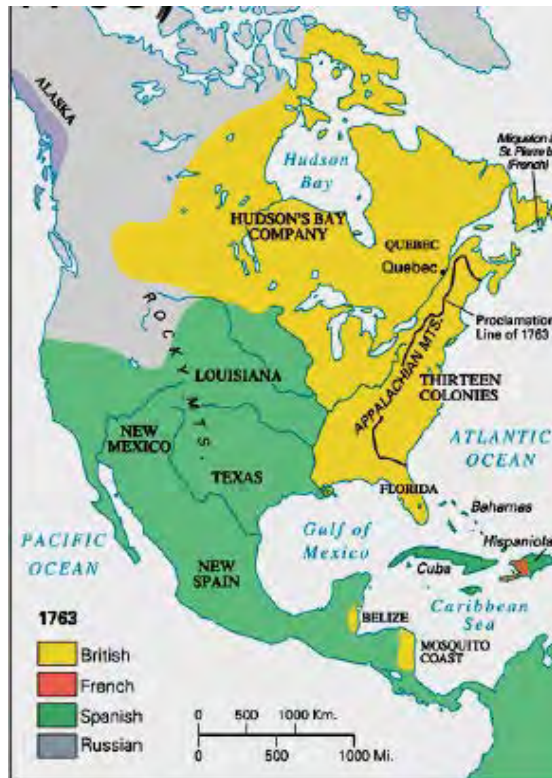 ALASKA
Hudson
Bay
HUDSON'S BAY
COMPANY
QUEBEC
Quebec
Miquelon &
(French)
Proclamation
Line of 1763
APPALACHIAN MTS.
THIRTEEN
COLONIES
ROCKY MTS.
LOUISIANA
NEW
MEXICO
TEXAS
ATLANTIC
OCEAN
FLORIDA
Bahamas
Hispaniola
Gulf of
Mexico
Cuba
PACIFIC
OCEAN
NEW
SPAIN
Caribbean
Sea
BELIZE
MOSQUITO
COAST
1763
British
French
Spanish
Russian
0 500 1000 Km.
0 500 1000 Mi.